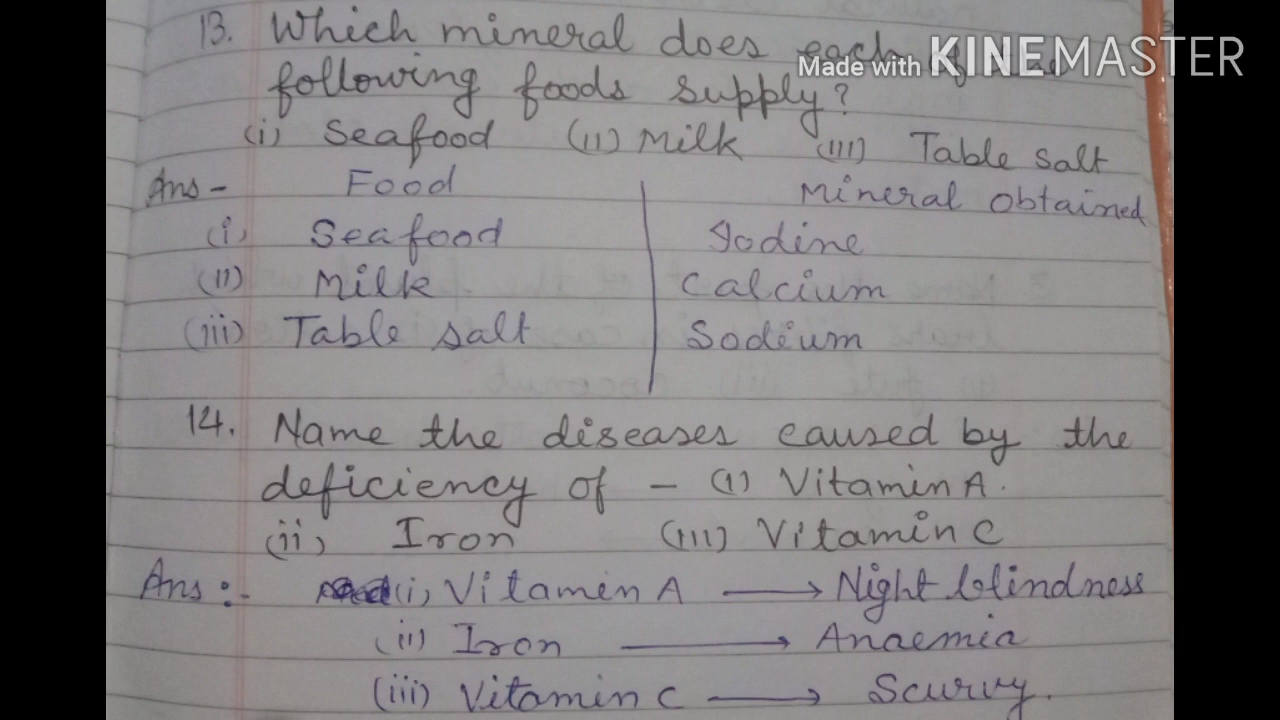 13. Which mineral does each of
Made with KINEMASTER
following foods supply?
(i) Seafood (ii) Milk (iii) Table salt
Ans - Food Mineral obtained
(i) Seafood Iodine
(ii) Milk Calcium
(iii) Table salt Sodium
14. Name the diseases caused by the
deficiency of - (i) Vitamin A.
(ii) Iron (iii) Vitamin C
Ans :- (i) Vitamin A → Night blindness
(ii) Iron → Anaemia
(iii) Vitamin C → Scurvy.